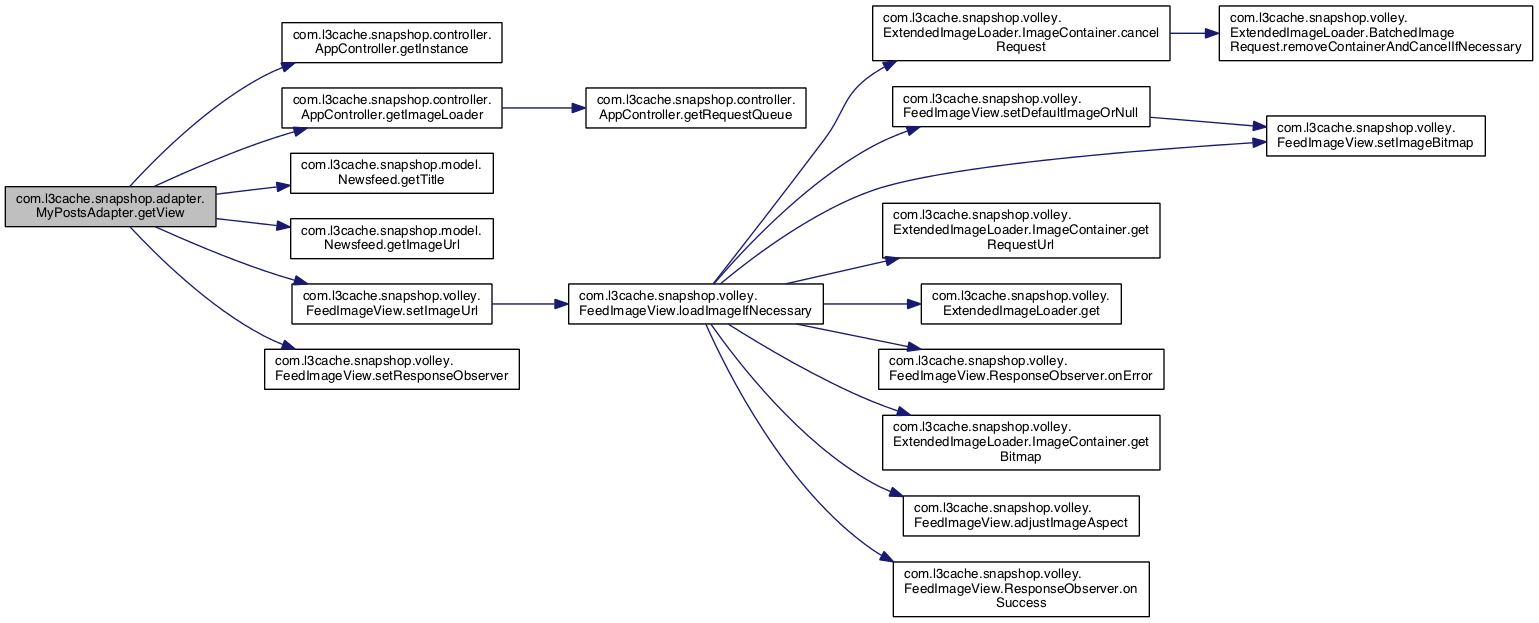 com.l3cache.snapshop.adapter.
MyPostsAdapter.getView
com.l3cache.snapshop.controller.
AppController.getInstance
com.l3cache.snapshop.controller.
AppController.getImageLoader
com.l3cache.snapshop.model.
Newsfeed.getTitle
com.l3cache.snapshop.model.
Newsfeed.getImageUrl
com.l3cache.snapshop.volley.
FeedImageView.setImageUrl
com.l3cache.snapshop.volley.
FeedImageView.setResponseObserver
com.l3cache.snapshop.controller.
AppController.getRequestQueue
com.l3cache.snapshop.volley.
FeedImageView.loadImageIfNecessary
com.l3cache.snapshop.volley.
ExtendedImageLoader.ImageContainer.cancel
Request
com.l3cache.snapshop.volley.
FeedImageView.setDefaultImageOrNull
com.l3cache.snapshop.volley.
ExtendedImageLoader.ImageContainer.get
RequestUrl
com.l3cache.snapshop.volley.
ExtendedImageLoader.get
com.l3cache.snapshop.volley.
FeedImageView.ResponseObserver.onError
com.l3cache.snapshop.volley.
ExtendedImageLoader.ImageContainer.get
Bitmap
com.l3cache.snapshop.volley.
FeedImageView.adjustImageAspect
com.l3cache.snapshop.volley.
FeedImageView.ResponseObserver.on
Success
com.l3cache.snapshop.volley.
ExtendedImageLoader.BatchedImage
Request.removeContainerAndCancelIfNecessary
com.l3cache.snapshop.volley.
FeedImageView.setImageBitmap